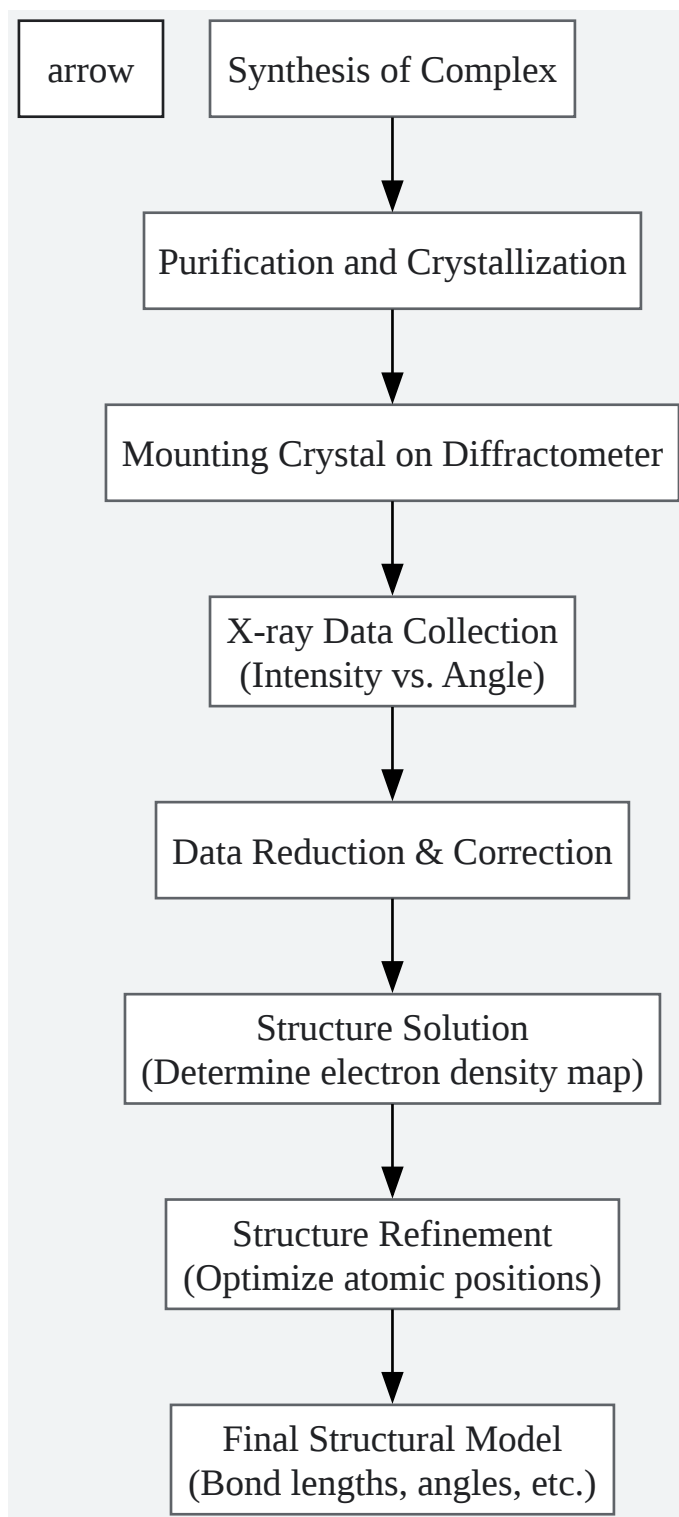 arrow
Synthesis of Complex
Purification and Crystallization
Mounting Crystal on Diffractometer
X-ray Data Collection
(Intensity vs. Angle)
Data Reduction & Correction
Structure Solution
(Determine electron density map)
Structure Refinement
(Optimize atomic positions)
Final Structural Model
(Bond lengths, angles, etc.)